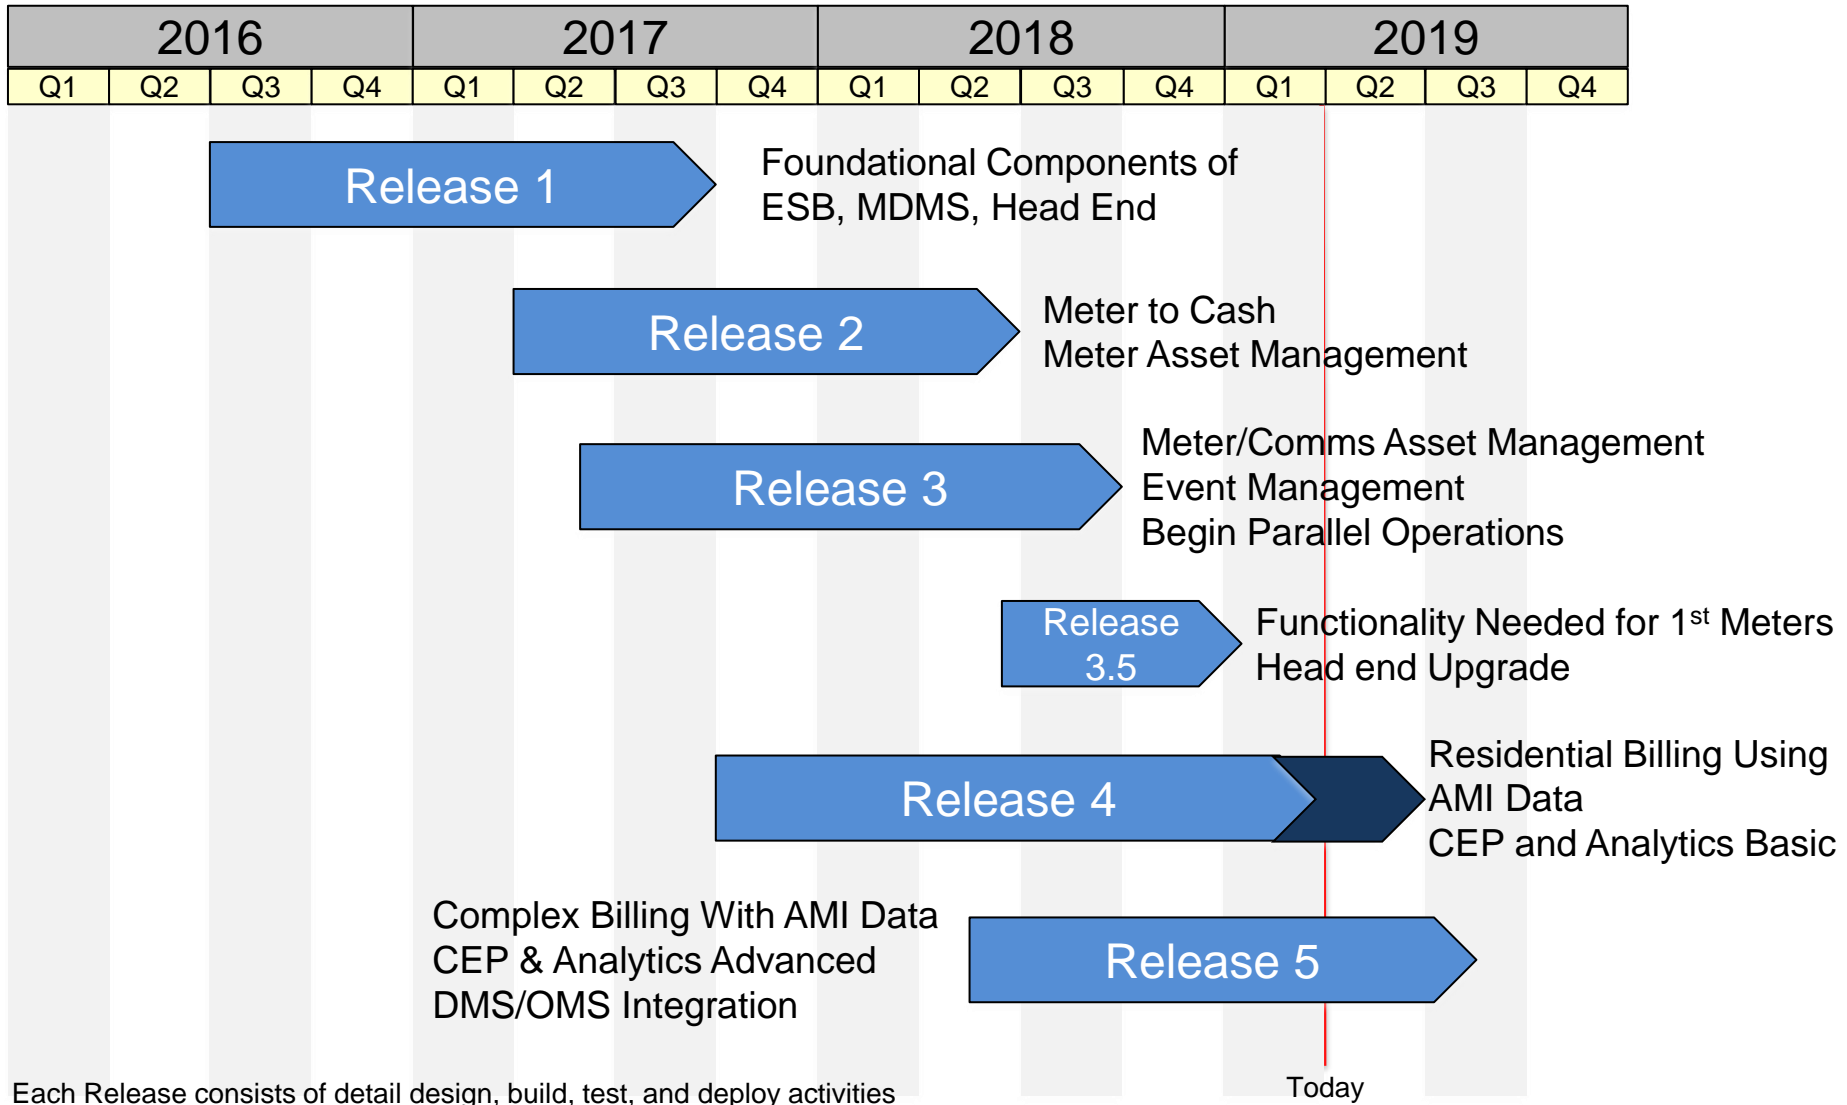 2016 2017 2018 2019
Q1 Q2 Q3 Q4 Q1 Q2 Q3 Q4 Q1 Q2 Q3 Q4 Q1 Q2 Q3 Q4
Release 1
Foundational Components of
ESB, MDMS, Head End
Release 2
Meter to Cash
Meter Asset Management
Release 3
Meter/Comms Asset Management
Event Management
Begin Parallel Operations
Release
3.5
Functionality Needed for 1st Meters
Head end Upgrade
Release 4
Residential Billing Using
AMI Data
CEP and Analytics Basic
Complex Billing With AMI Data
CEP & Analytics Advanced
DMS/OMS Integration
Release 5
Today
Each Release consists of detail design, build, test, and deploy activities